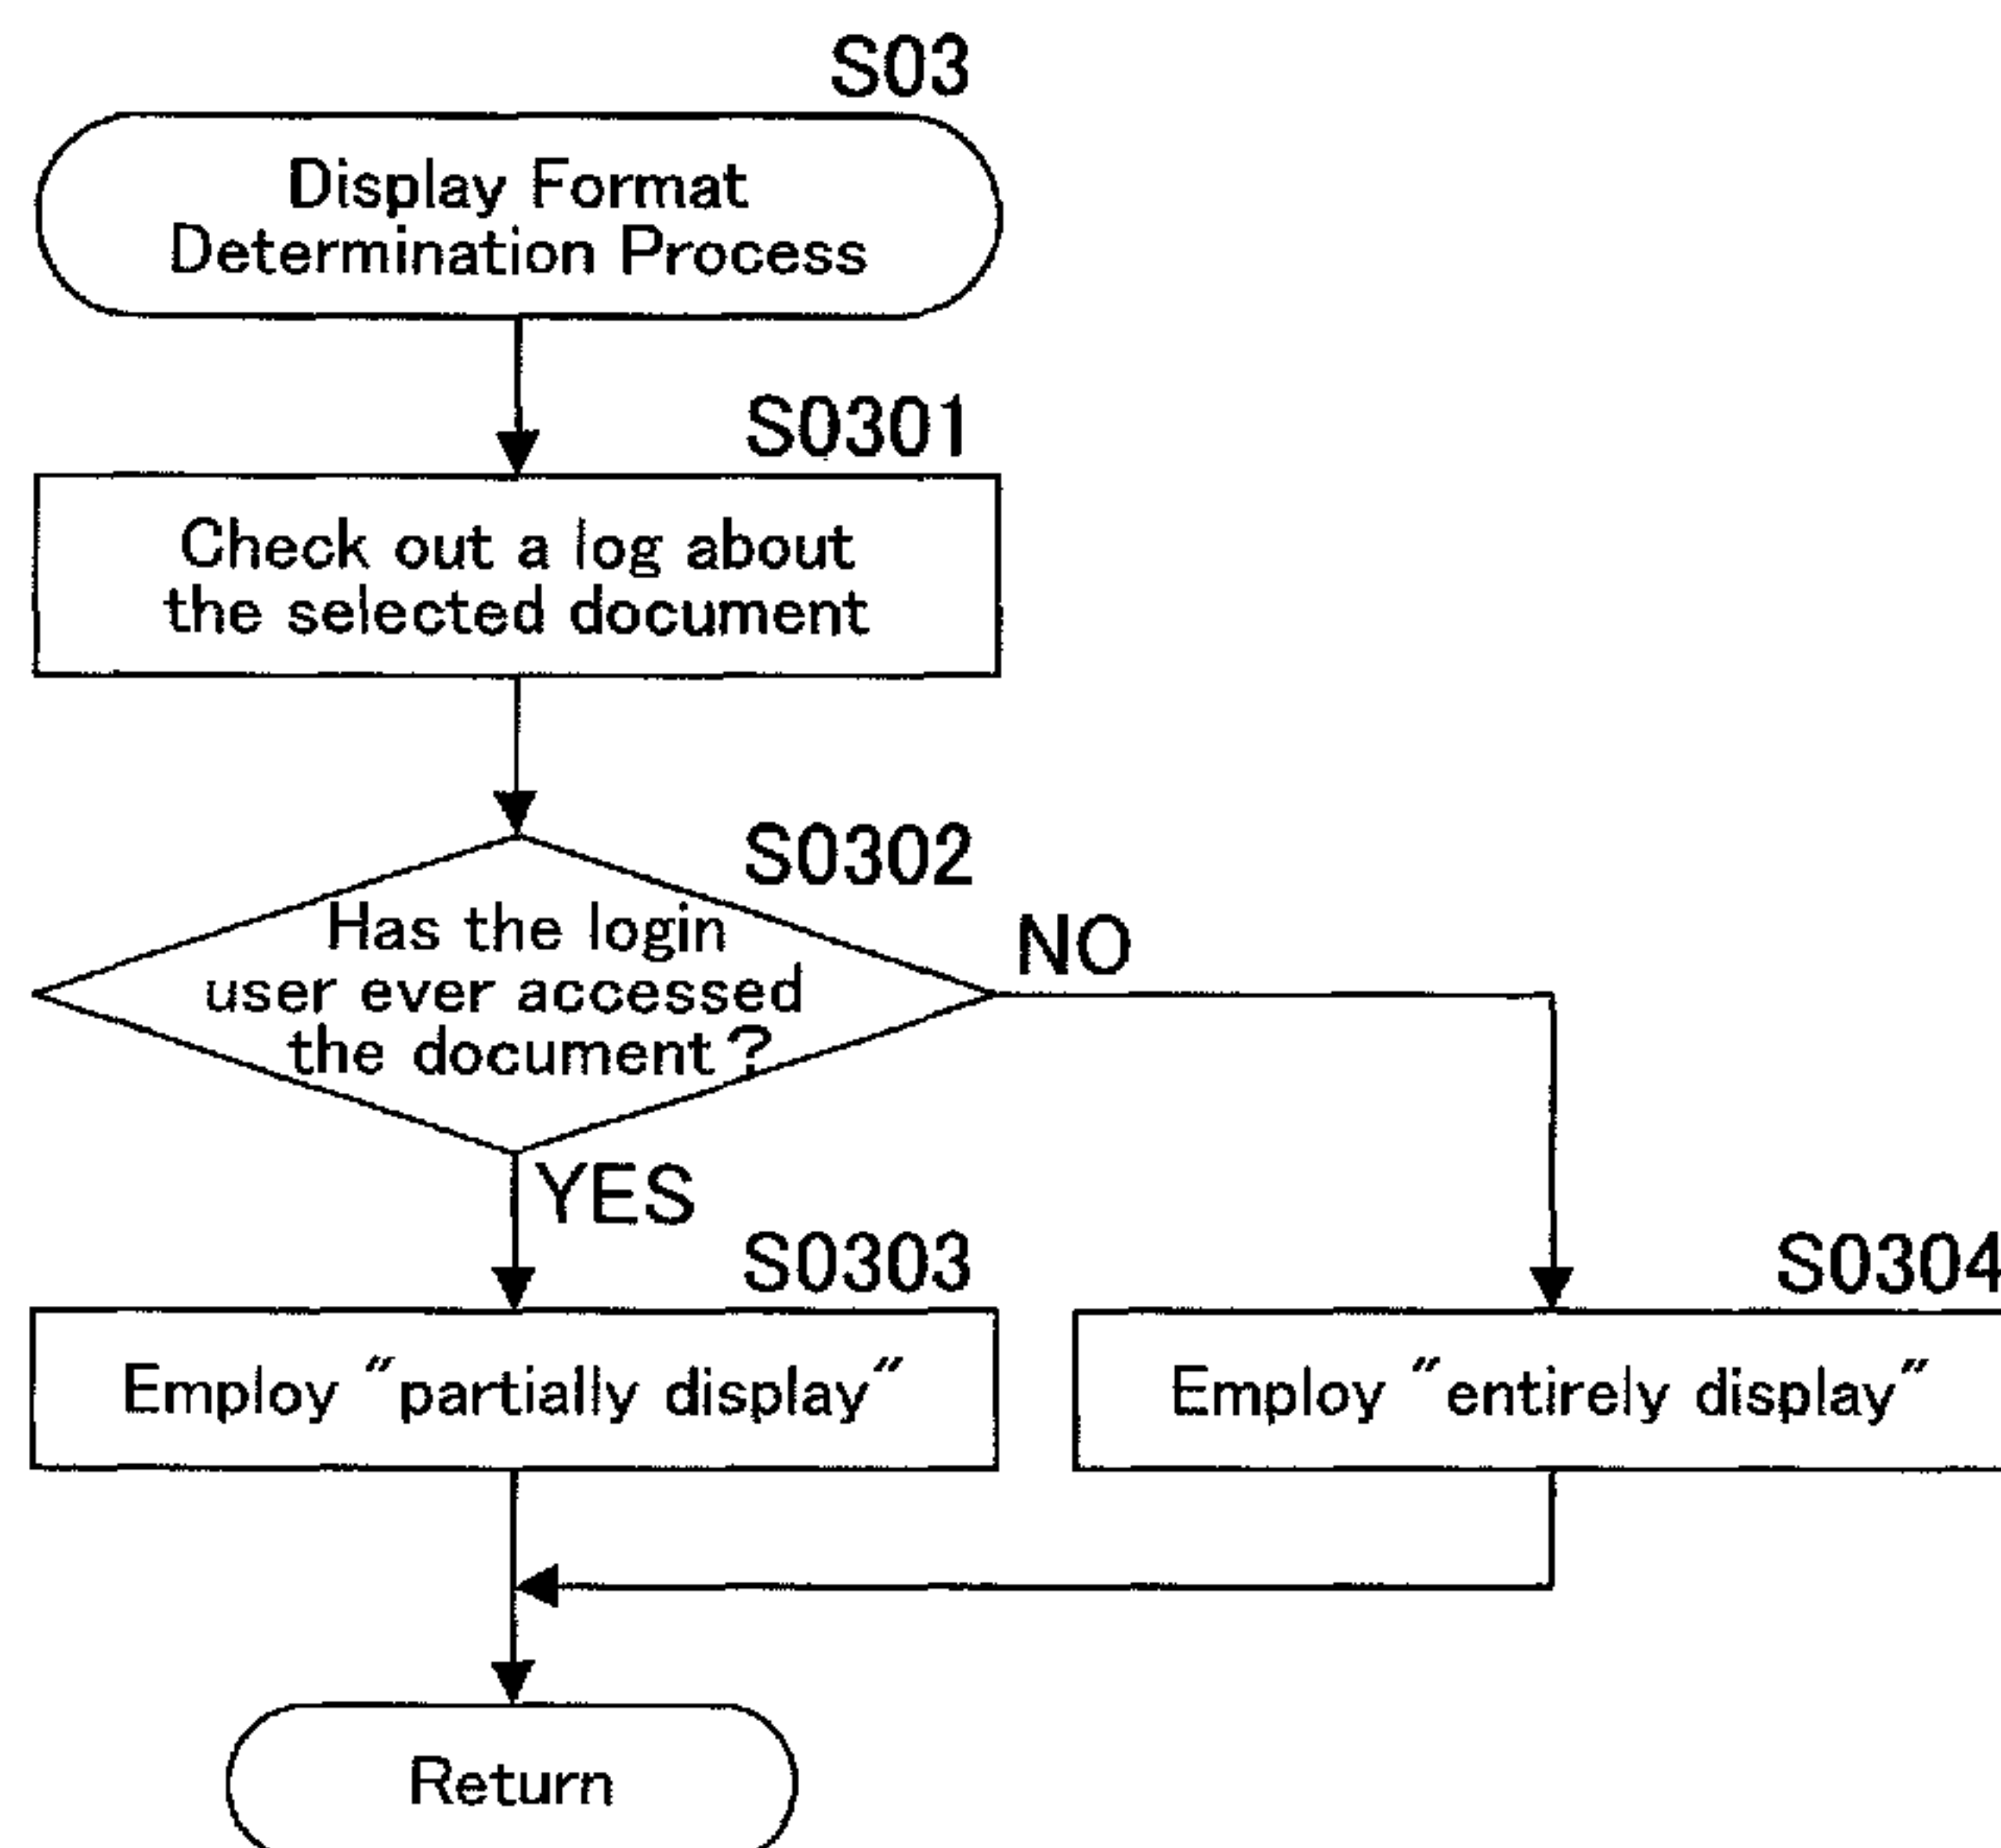 S03
Display Format
Determination Process
S0301
Check out a log about
the selected document
S0302
Has the login
user ever accessed
the document?
NO
YES
S0303
Employ "partially display"
S0304
Employ "entirely display"
Return